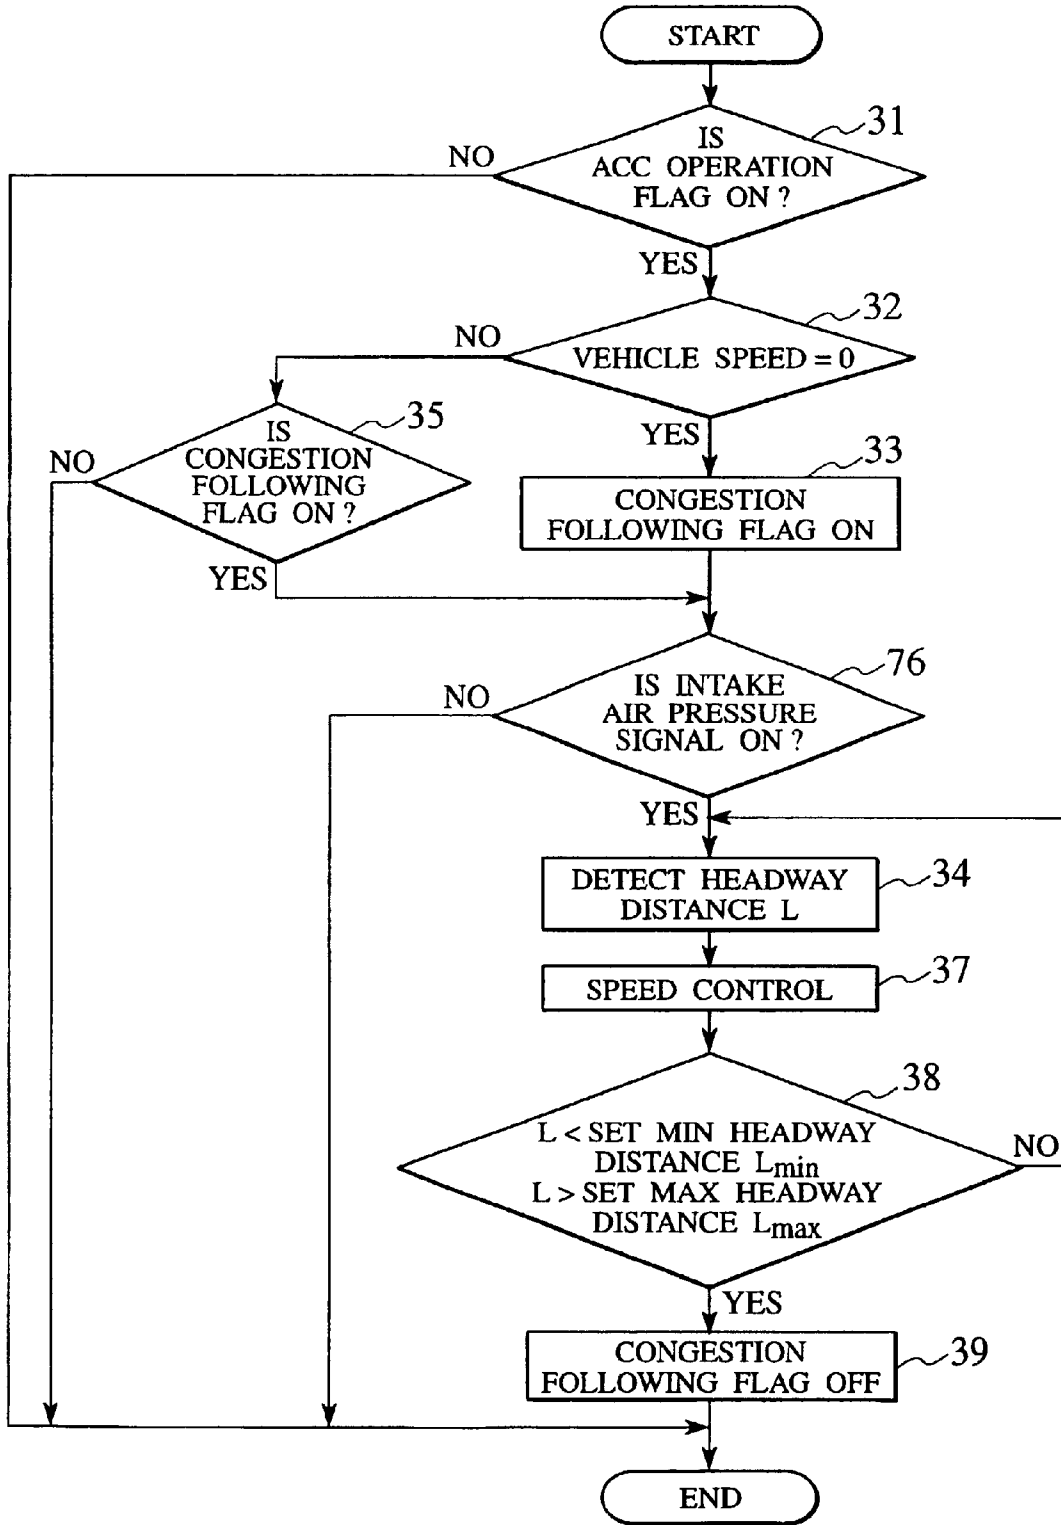 START
31
IS
ACC OPERATION
FLAG ON ?
NO
YES
32
NO
VEHICLE SPEED = 0
35
IS
CONGESTION
FOLLOWING
FLAG ON ?
NO
YES
YES
33
CONGESTION
FOLLOWING FLAG ON
76
NO
IS INTAKE
AIR PRESSURE
SIGNAL ON ?
YES
DETECT HEADWAY
DISTANCE L
34
SPEED CONTROL
37
38
L < SET MIN HEADWAY
DISTANCE Lmin
L > SET MAX HEADWAY
DISTANCE Lmax
NO
YES
CONGESTION
FOLLOWING FLAG OFF
39
END